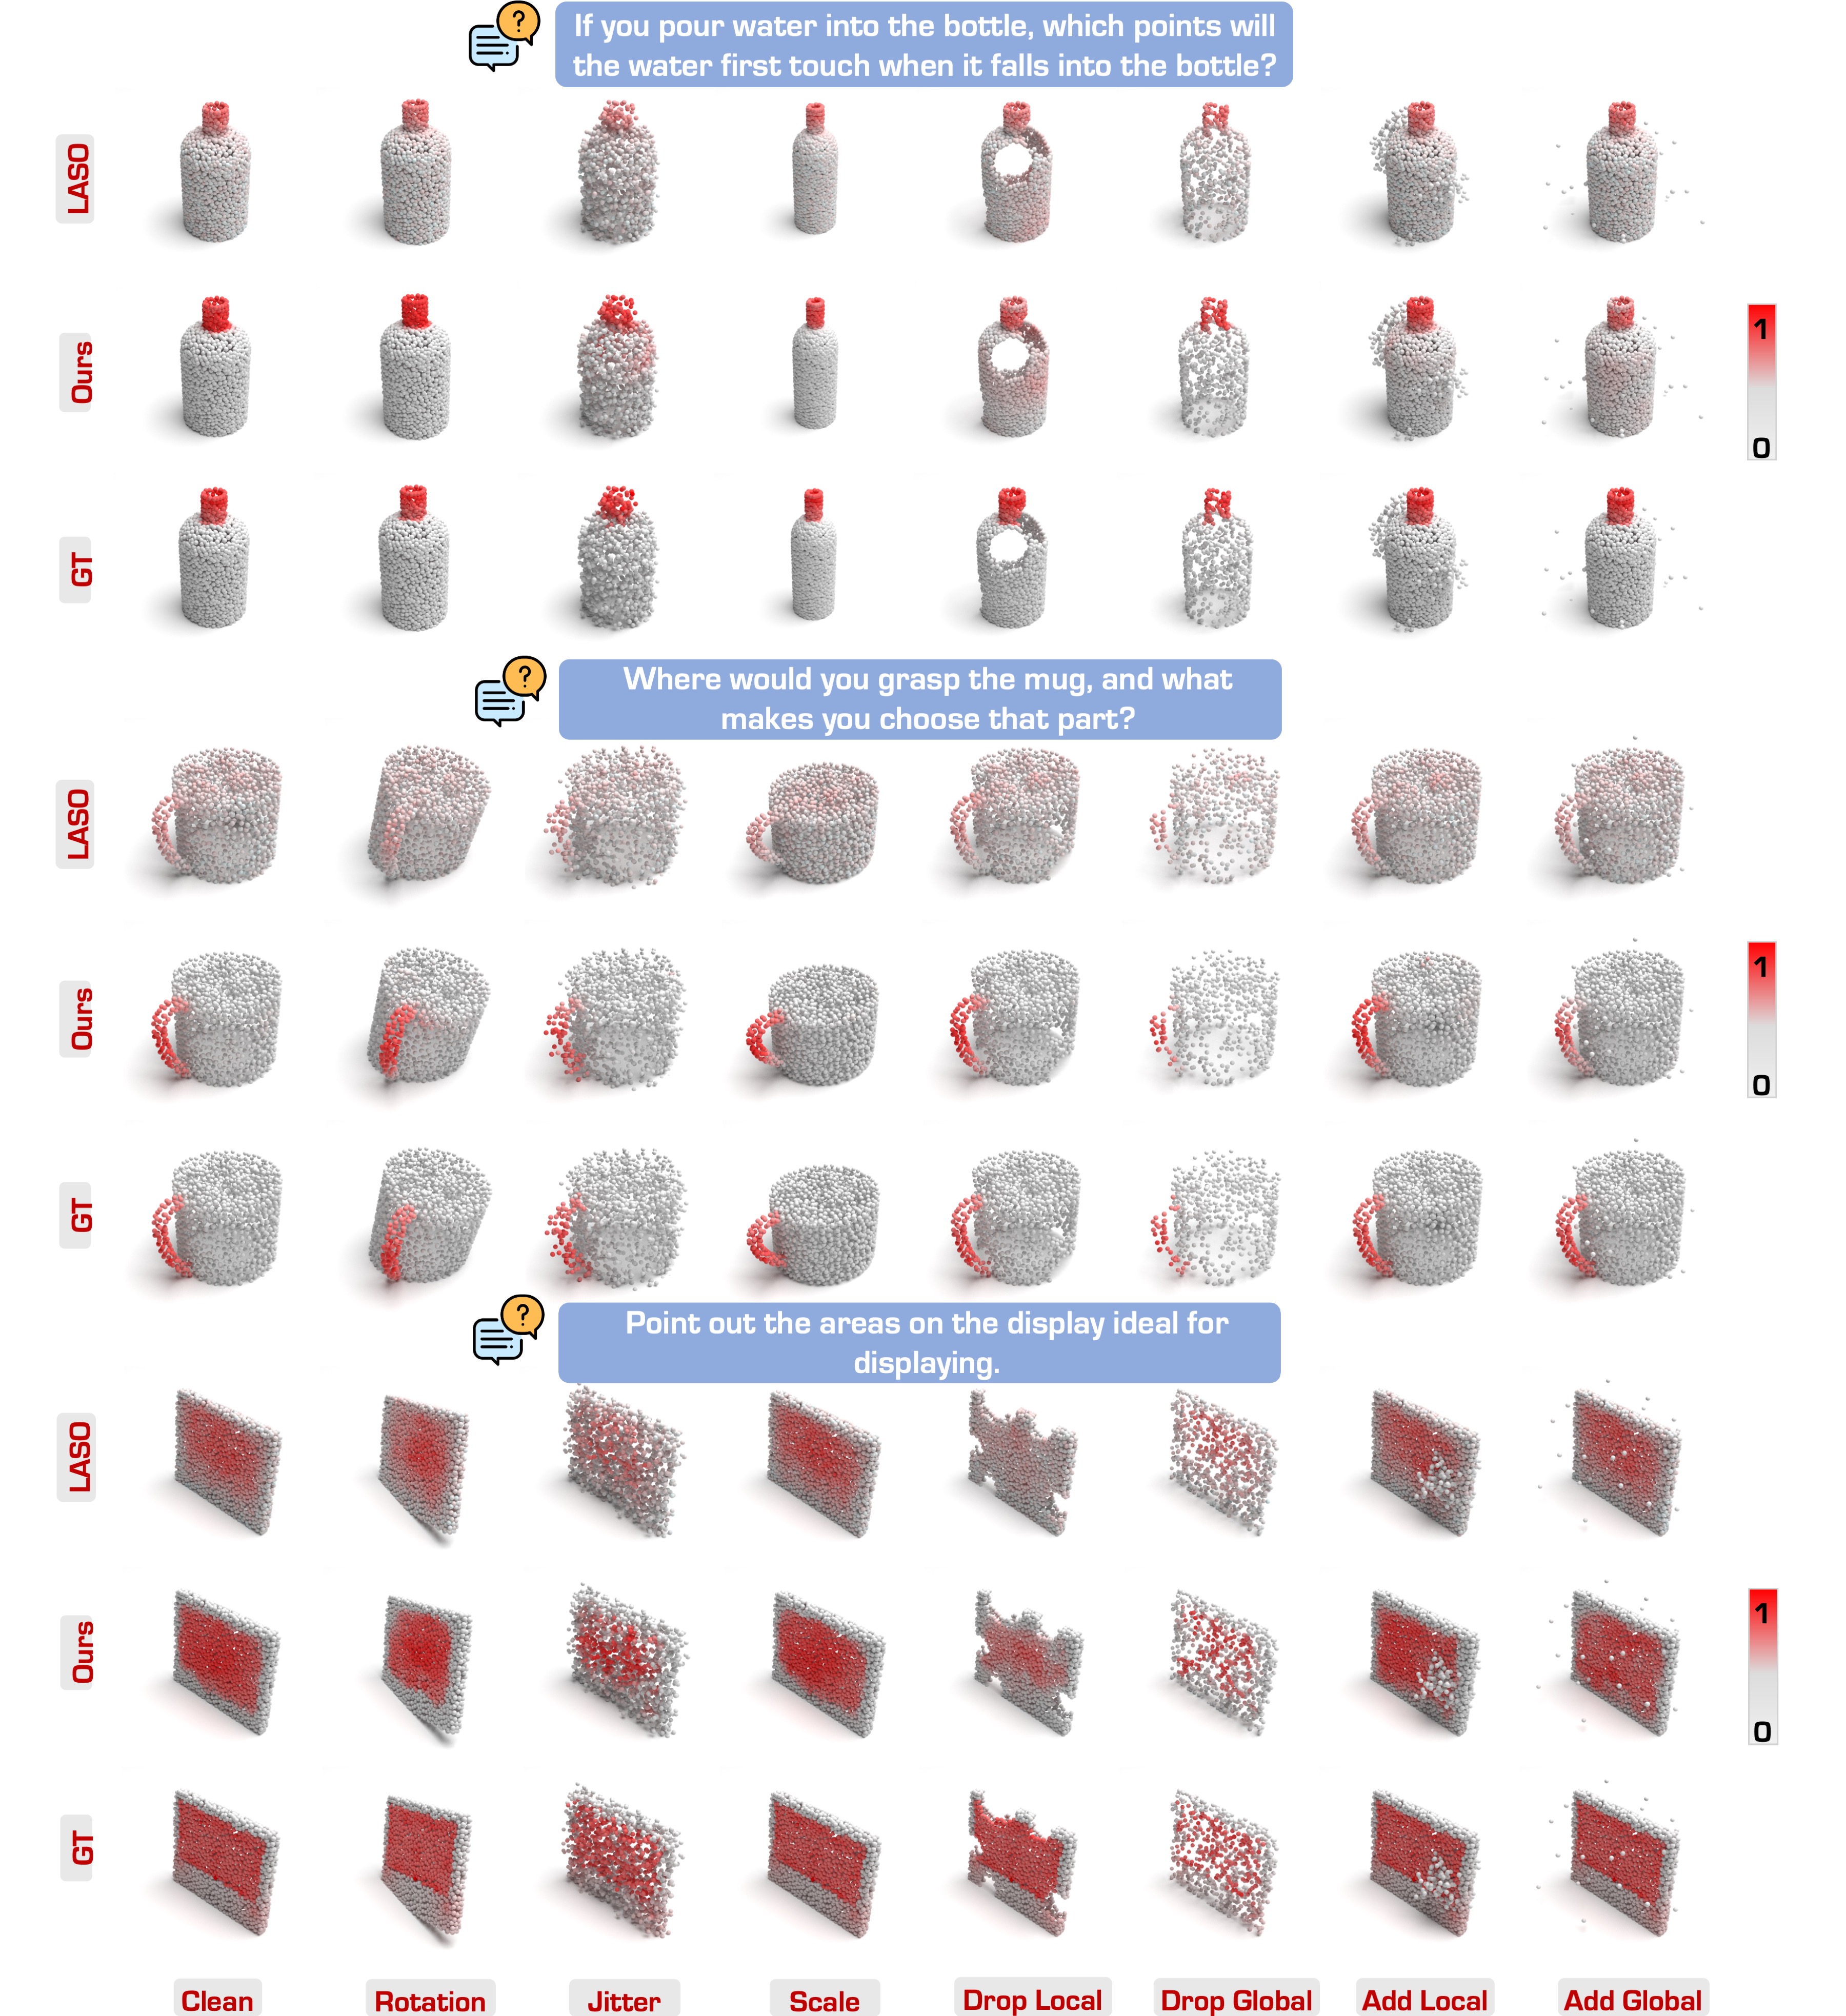 If you pour water into the bottle, which points will
the water first touch when it falls into the bottle?
LASO
Ours
1
0
GT
Where would you grasp the mug, and what
makes you choose that part?
LASO
Ours
1
0
GT
Point out the areas on the display ideal for
displaying.
LASO
Ours
1
0
GT
Clean Rotation Jitter Scale Drop Local Drop Global Add Local Add Global